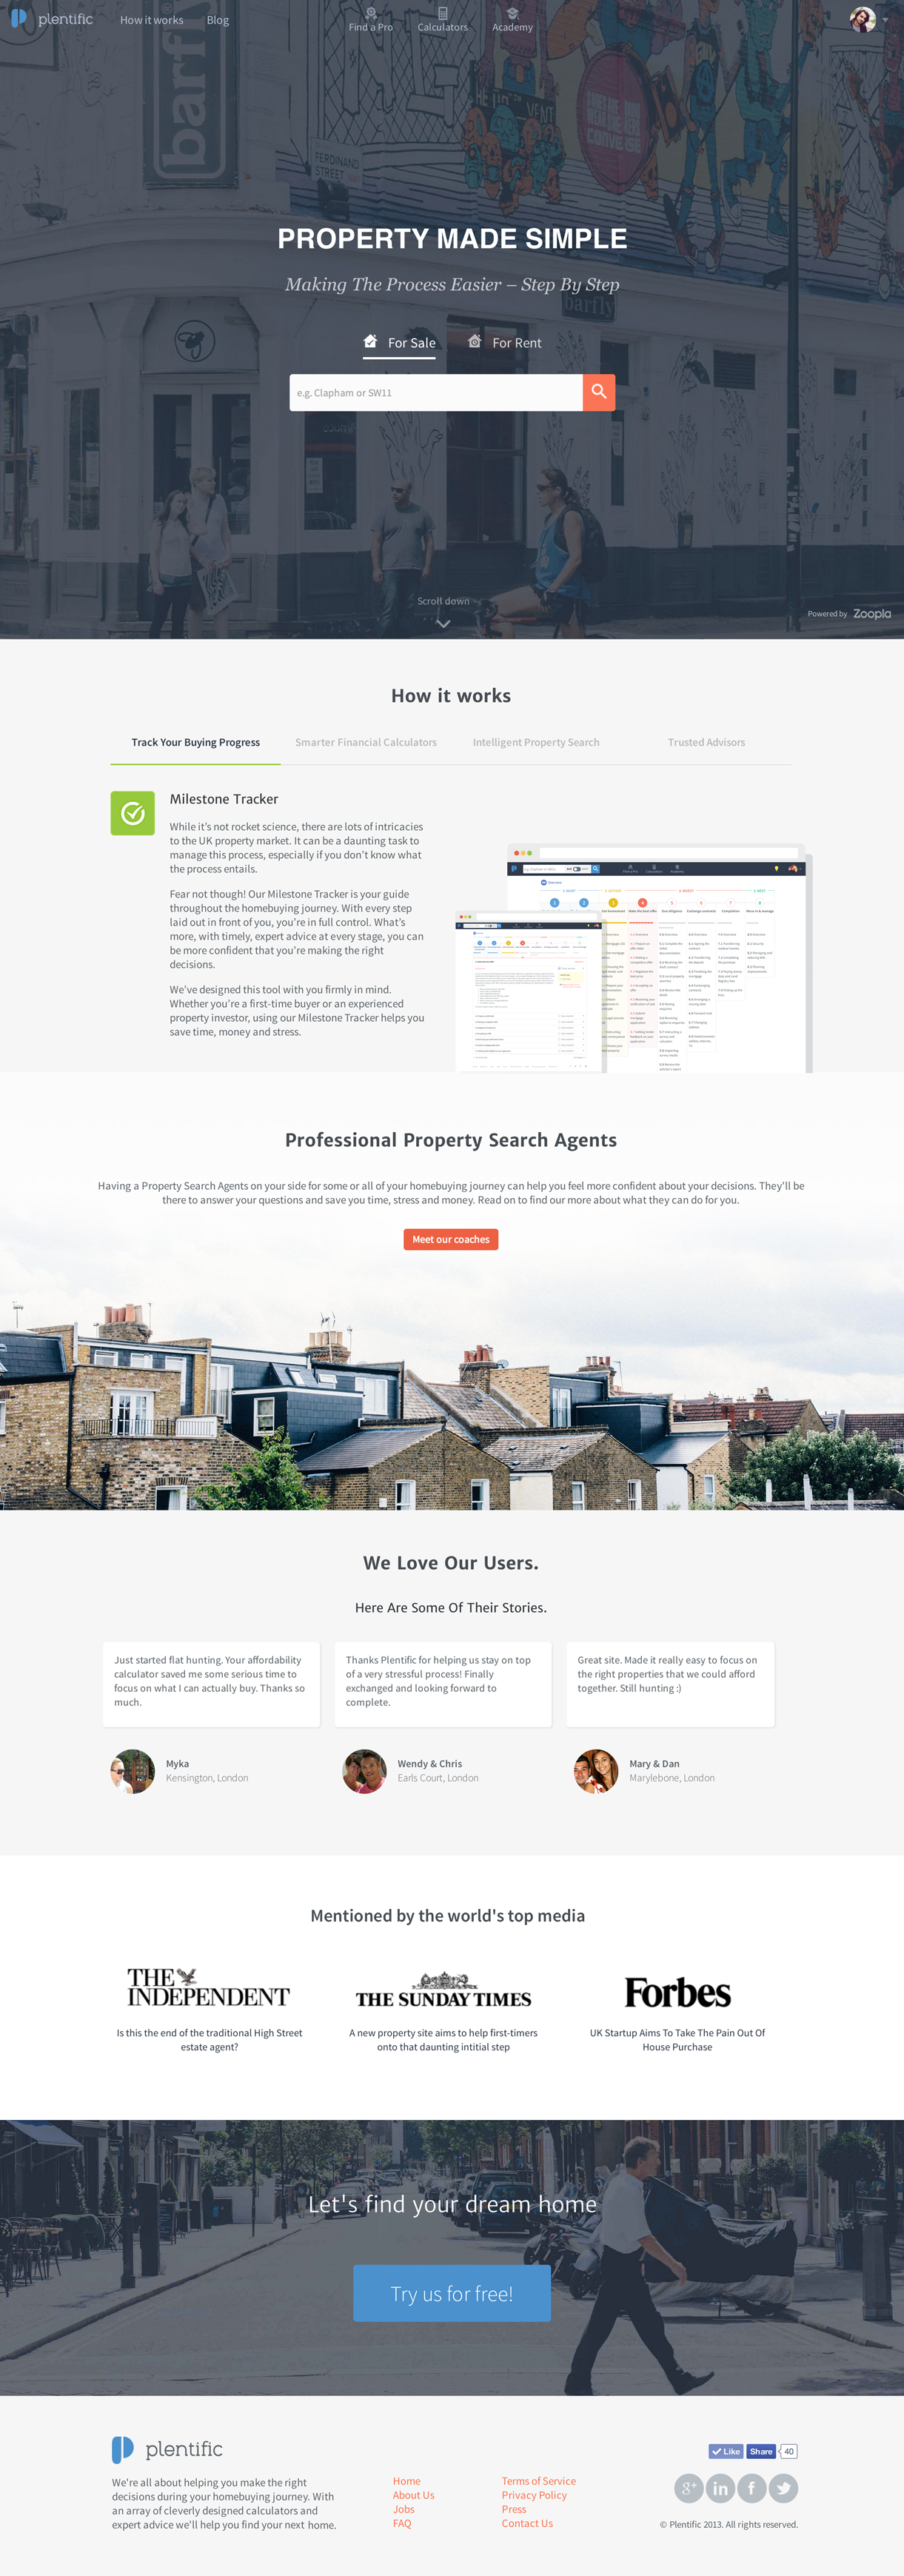 plentific
How it works
Blog
Find a Pro
Calculators
Academy
barfly
FERDINAND
STREET
VENT
CONVERSE
PROPERTY MADE SIMPLE
Making The Process Easier – Step By Step
barfly
For Sale
For Rent
e.g. Clapham or SW11
Scroll down
Powered by Zoopla
How it works
Track Your Buying Progress
Smarter Financial Calculators
Intelligent Property Search
Trusted Advisors
Milestone Tracker
While it's not rocket science, there are lots of intricacies
to the UK property market. It can be a daunting task to
manage this process, especially if you don't know what
the process entails.
Fear not though! Our Milestone Tracker is your guide
throughout the homebuying journey. With every step
laid out in front of you, you're in full control. What's
more, with timely, expert advice at every stage, you can
be more confident that you're making the right
decisions.
We've designed this tool with you firmly in mind.
Whether you're a first-time buyer or an experienced
property investor, using our Milestone Tracker helps you
save time, money and stress.
Professional Property Search Agents
Having a Property Search Agents on your side for some or all of your homebuying journey can help you feel more confident about your decisions. They'll be
there to answer your questions and save you time, stress and money. Read on to find our more about what they can do for you.
Meet our coaches
We Love Our Users.
Here Are Some Of Their Stories.
Just started flat hunting. Your affordability
calculator saved me some serious time to
focus on what I can actually buy. Thanks so
much.
Myka
Kensington, London
Thanks Plentific for helping us stay on top
of a very stressful process! Finally
exchanged and looking forward to
complete.
Wendy & Chris
Earls Court, London
Great site. Made it really easy to focus on
the right properties that we could afford
together. Still hunting :)
Mary & Dan
Marylebone, London
Mentioned by the world's top media
THE
INDEPENDENT
Is this the end of the traditional High Street
estate agent?
THE SUNDAY TIMES
A new property site aims to help first-timers
onto that daunting intitial step
Forbes
UK Startup Aims To Take The Pain Out Of
House Purchase
Let's find your dream home
Try us for free!
plentific
We're all about helping you make the right
decisions during your homebuying journey. With
an array of cleverly designed calculators and
expert advice we'll help you find your next home.
Home
About Us
Jobs
FAQ
Terms of Service
Privacy Policy
Press
Contact Us
Like
Share
40
g+
in
f
© Plentific 2013. All rights reserved.